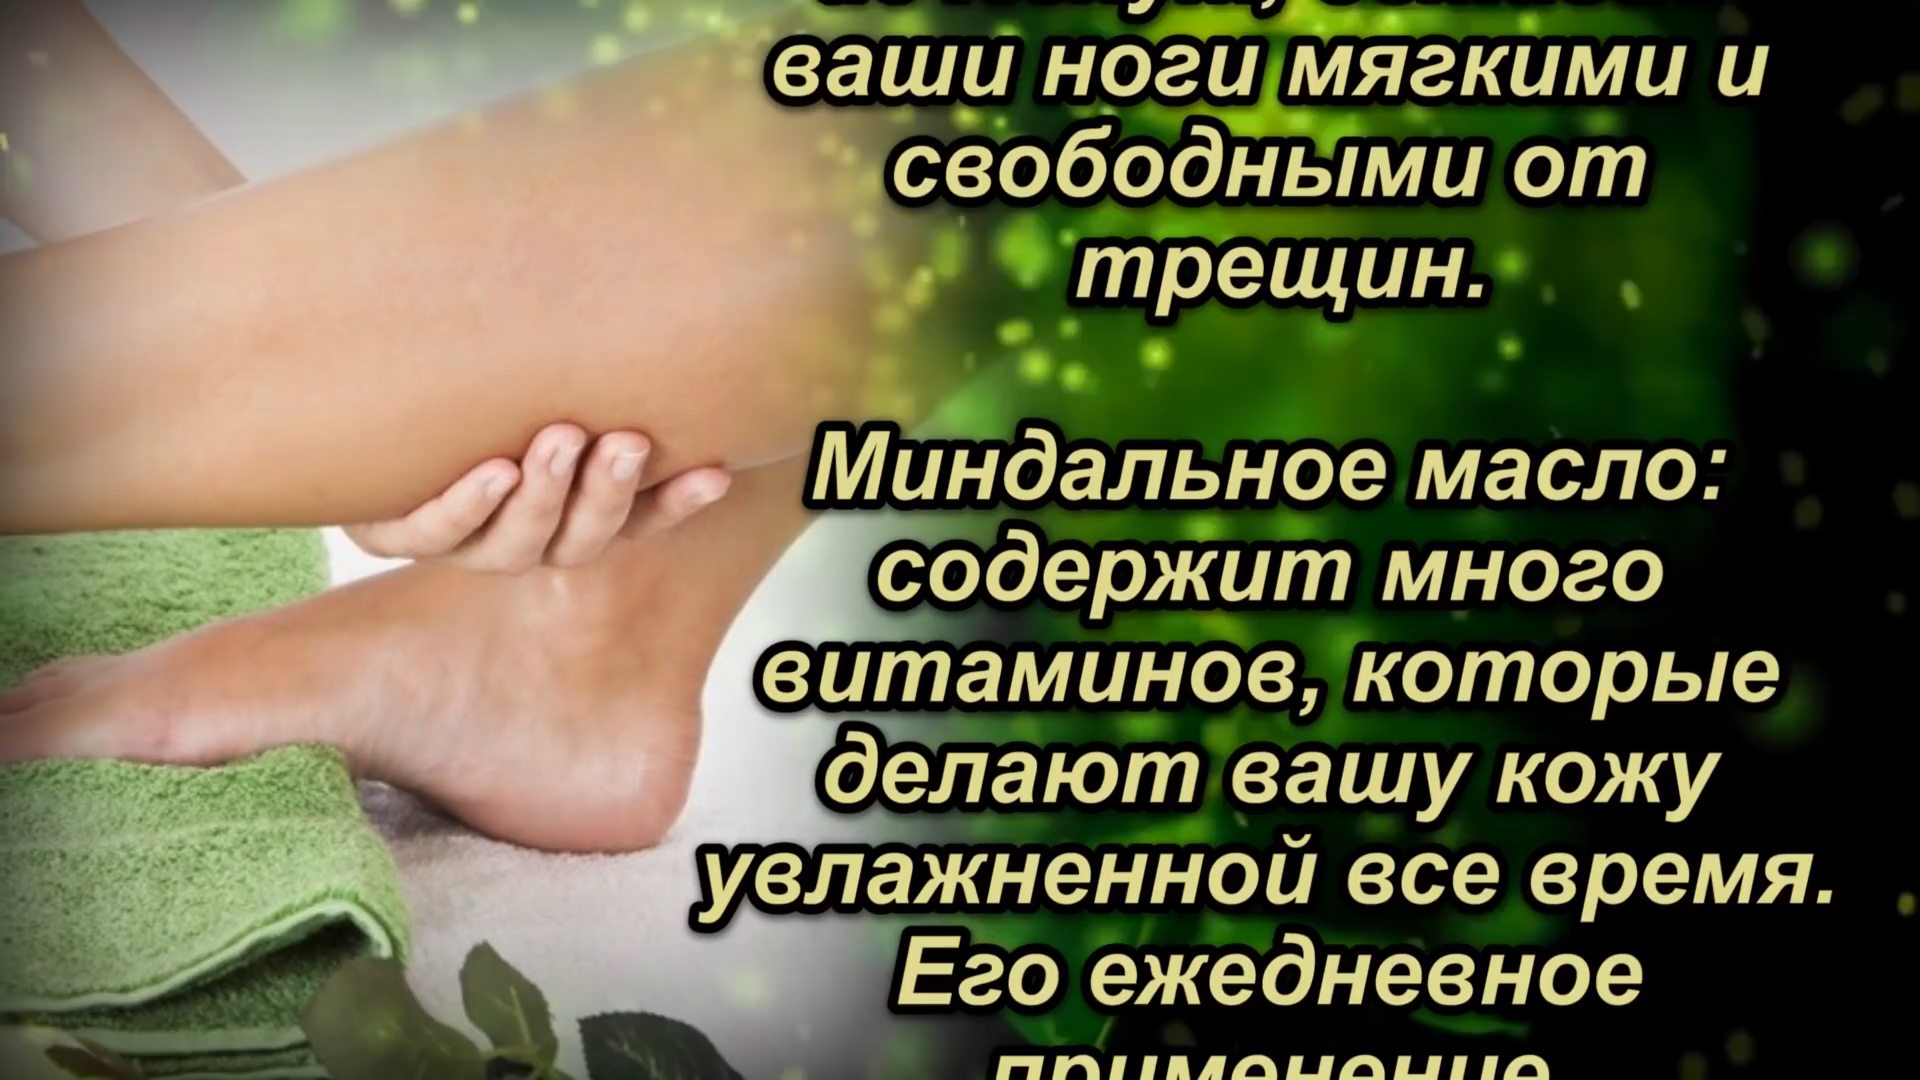 ваши ноги мягкими и
свободными от
трещин.
Миндальное масло:
содержит много
витаминов, которые
делают вашу кожу
увлажненной все время.
Его ежедневное
применение